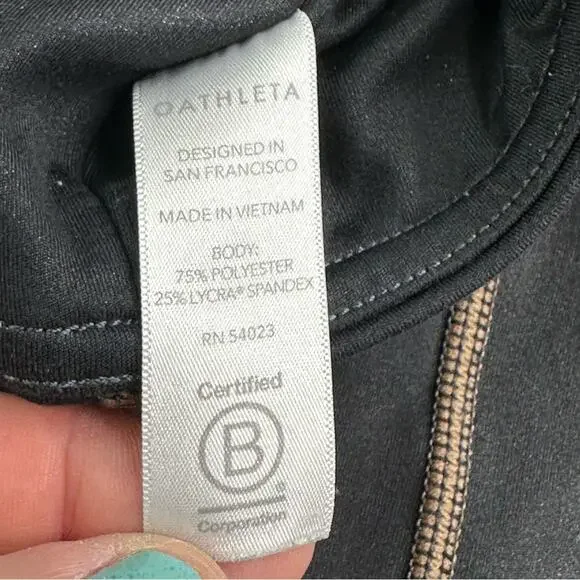 ATHLETA
DESIGNED IN
SAN FRANCISCO
MADE IN VIETNAM
BODY:
75% POLYESTER
25% LYCRA® SPANDEX
RN 54023
Certified
B
Corporation